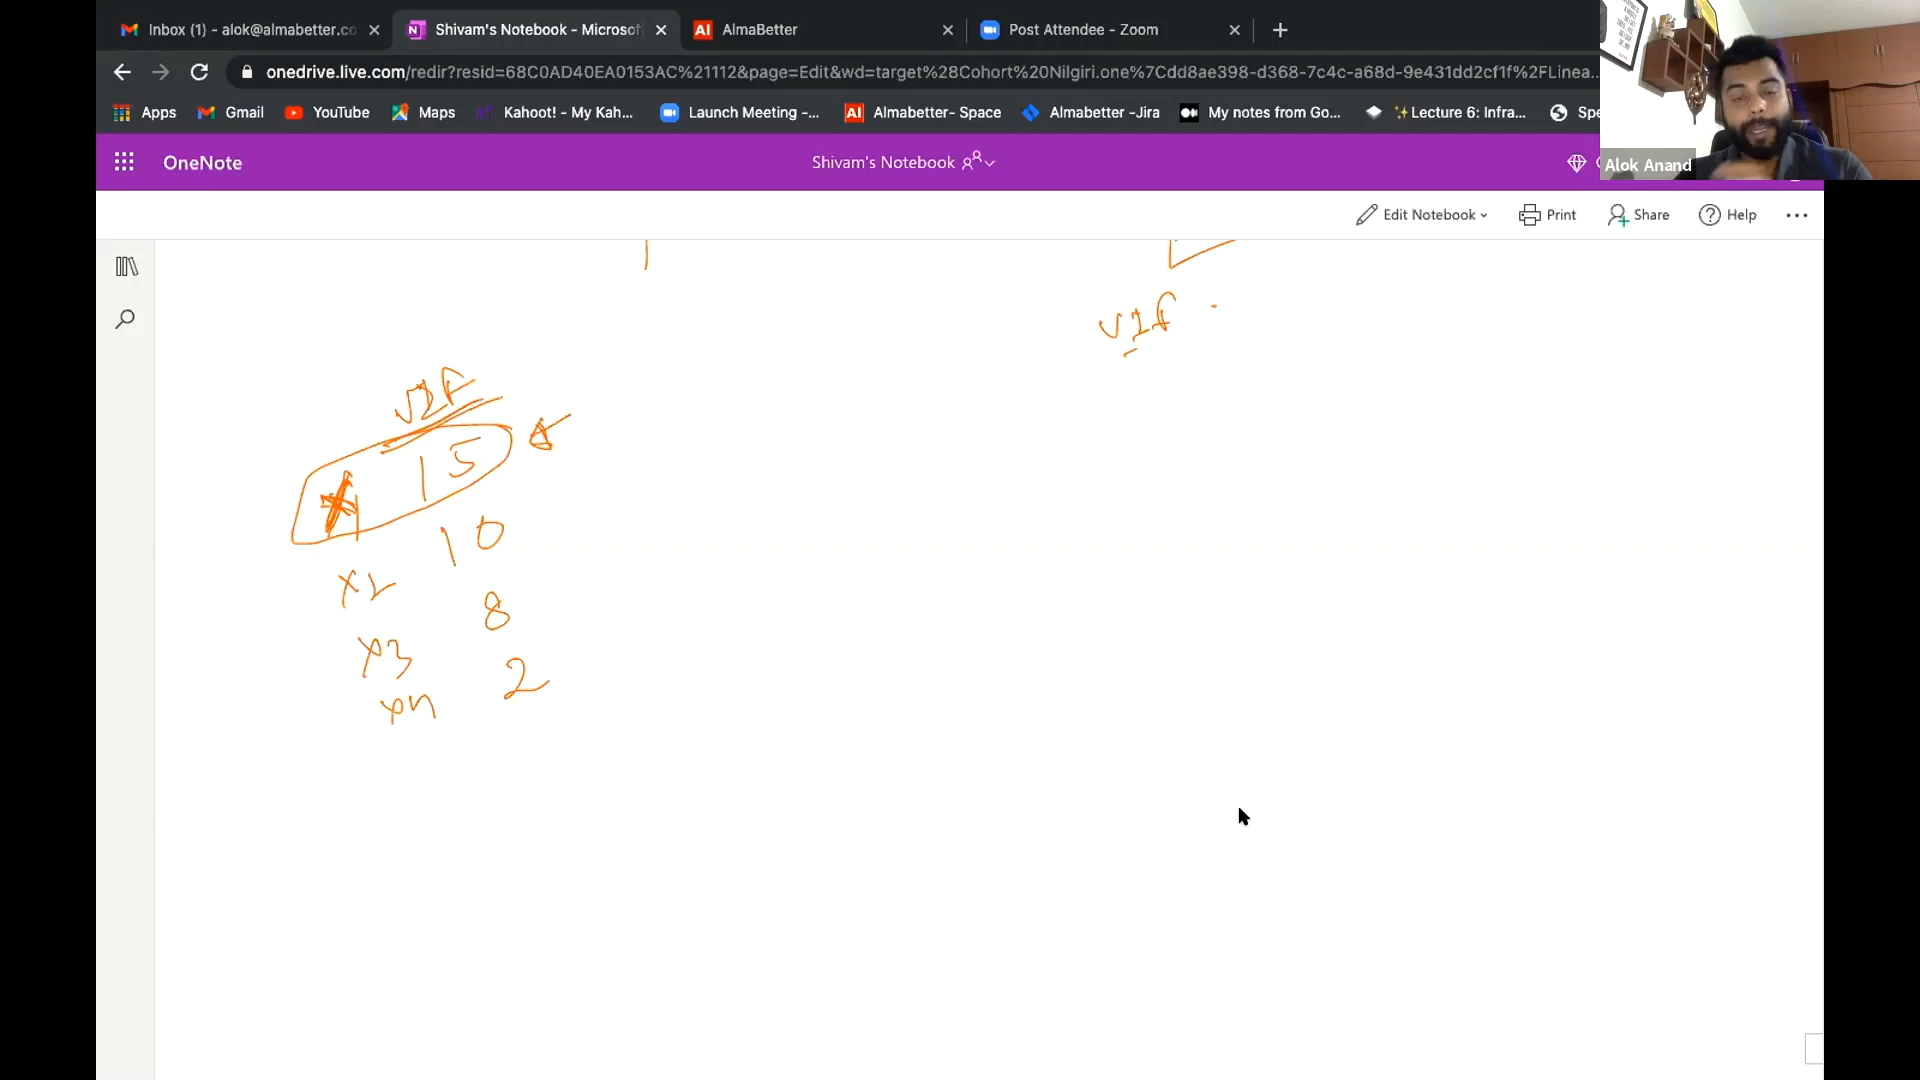 Inbox (1) - alok@almabetter.co
Shivam's Notebook - Microsof
AlmaBetter
Post Attendee - Zoom
onedrive.live.com/redir?resid=68C0AD40EA0153AC%21112&page=Edit&wd=target%28Cohort%20Nilgiri.one%7Cdd8ae398-d368-7c4c-a68d-9e431dd2cf1f%2FLinea...
Apps
Gmail
YouTube
Maps
Kahoot! - My Kah...
Launch Meeting -...
Almabetter- Space
Almabetter -Jira
My notes from Go...
✨Lecture 6: Infra...
Spe
Alok Anand
OneNote
Shivam's Notebook
Edit Notebook
Print
Share
Help
VIF
VIF
15
10
x2
8
x3
2
xn